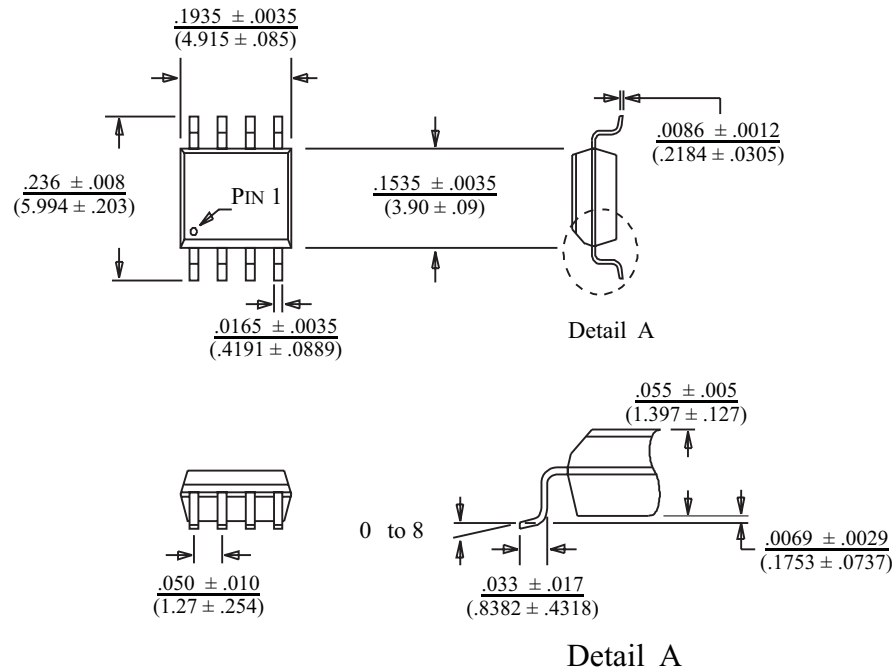 .1935 ± .0035
(4.915 ± .085)
.0086 ± .0012
(.2184 ± .0305)
.236 ± .008
(5.994 ± .203)
PIN 1
.1535 ± .0035
(3.90 ± .09)
.0165 ± .0035
(.4191 ± .0889)
Detail A
.055 ± .005
(1.397 ± .127)
0 to 8
.0069 ± .0029
(.1753 ± .0737)
.050 ± .010
(1.27 ± .254)
.033 ± .017
(.8382 ± .4318)
Detail A